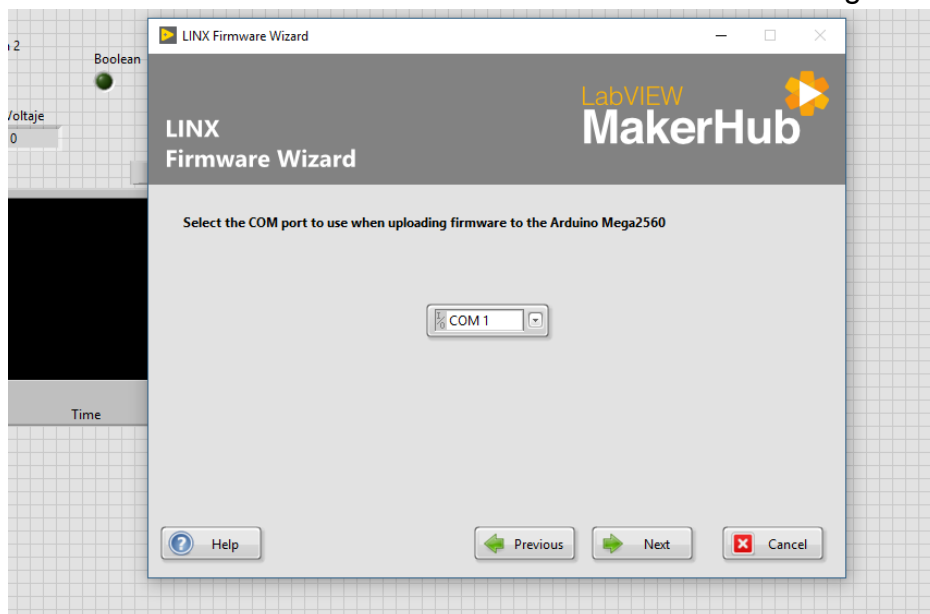 LINX Firmware Wizard
2
Boolean
Voltaje
0
LabVIEW
MakerHub
LINX
Firmware Wizard
Select the COM port to use when uploading firmware to the Arduino Mega2560
I/O COM 1
Time
Help
Previous
Next
Cancel